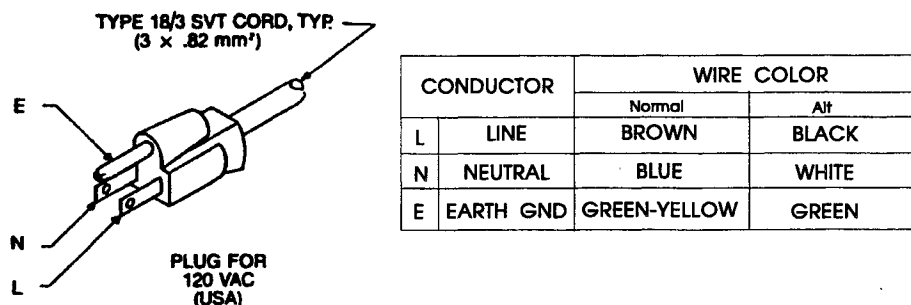 TYPE 18/3 SVT CORD, TYP.
(3 × .82 mm²)
E
N
L
PLUG FOR
120 VAC
(USA)
CONDUCTOR WIRE COLOR
Normal Alt
L LINE BROWN BLACK
N NEUTRAL BLUE WHITE
E EARTH GND GREEN-YELLOW GREEN